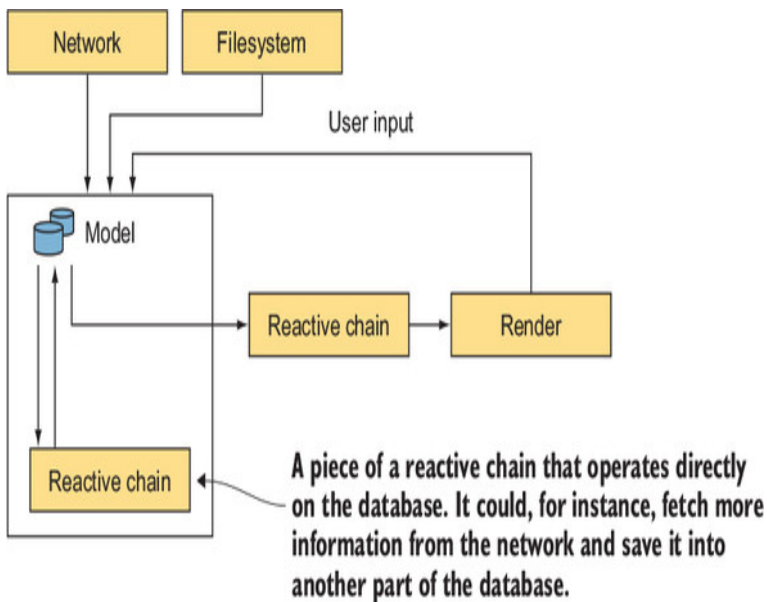 Network
Filesystem
User input
Model
Reactive chain
Render
Reactive chain
A piece of a reactive chain that operates directly
on the database. It could, for instance, fetch more
information from the network and save it into
another part of the database.